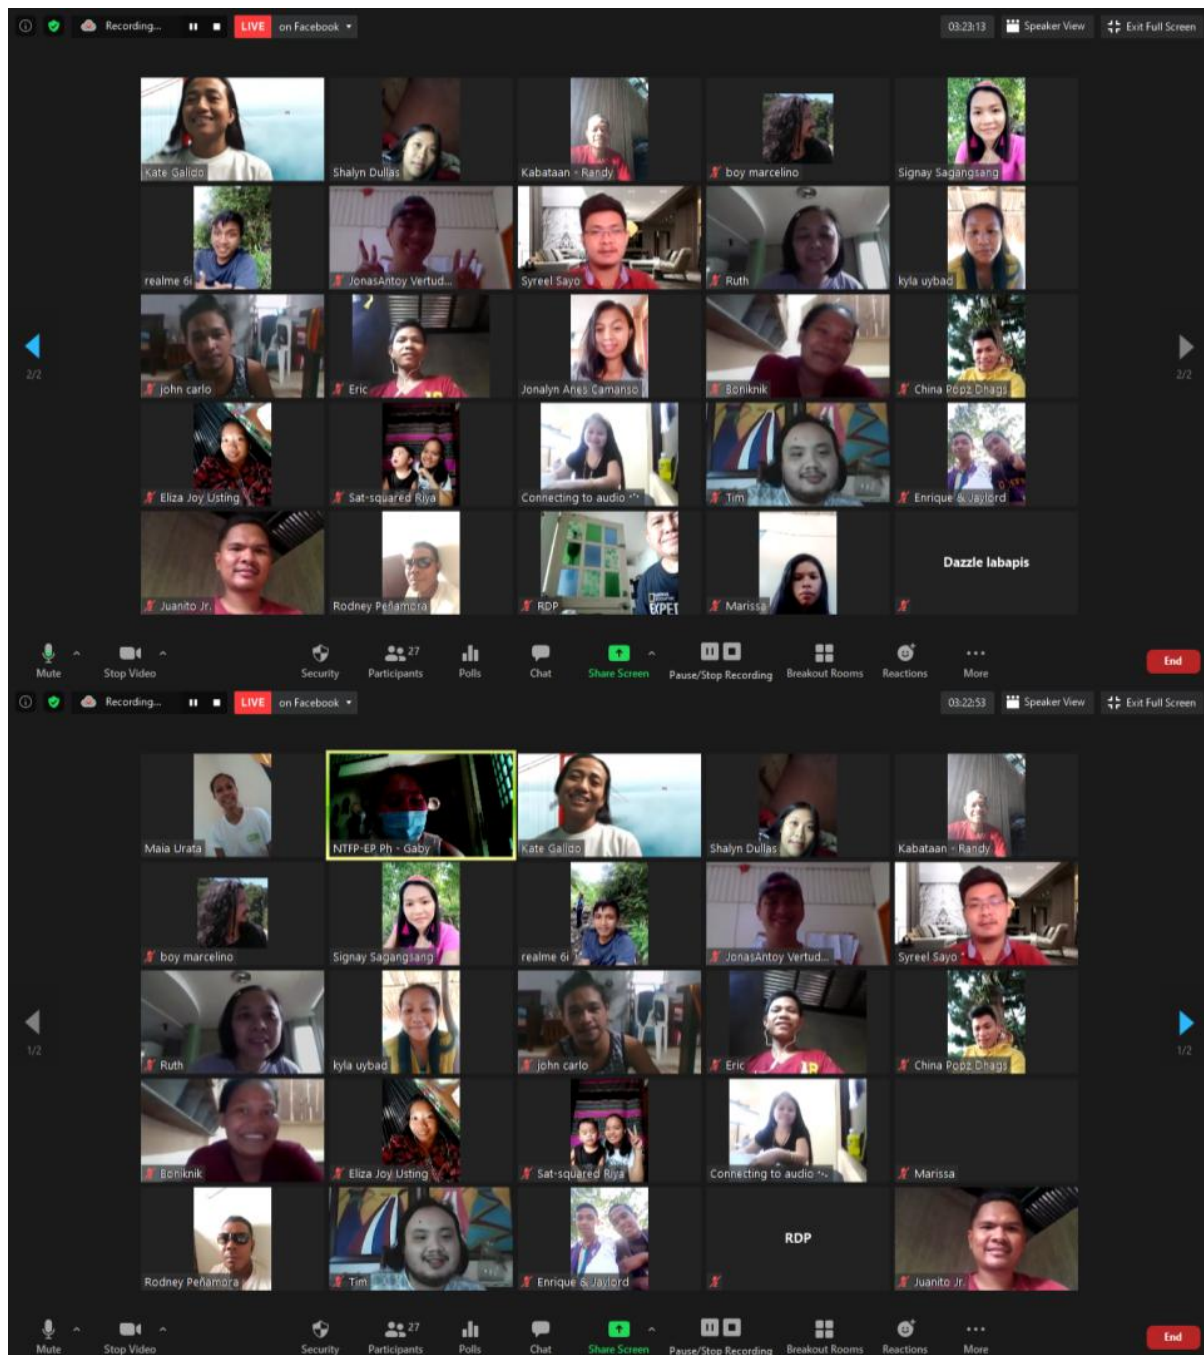 Recording...
LIVE on Facebook
03:23:13
Speaker View
Exit Full Screen
Kate Galido
Shalyn Dullas
Kabataan - Randy
boy marcelino
Signay Sagangsang
realme 6i
JonasAntoy Vertud...
Syreel Sayo
Ruth
kyla uybad
john carlo
Eric
Jonalyn Anes Camanso
Boniknik
China Popz Dhags
2/2
2/2
Eliza Joy Usting
Sat-squared Riya
Connecting to audio
Tim
Enrique & Jaylord
Juanito Jr.
Rodney Peñamora
RDP
EXPE
Marissa
Dazzle labapis
Mute
Stop Video
Security
Participants 27
Polls
Chat
Share Screen
Pause/Stop Recording
Breakout Rooms
Reactions
More
End
Recording...
LIVE on Facebook
03:22:53
Speaker View
Exit Full Screen
Maia Urata
NTFP-EP Ph - Gaby
Kate Galido
Shalyn Dullas
Kabataan - Randy
boy marcelino
Signay Sagangsang
realme 6i
JonasAntoy Vertud...
Syreel Sayo
1/2
1/2
Ruth
kyla uybad
john carlo
Eric
China Popz Dhags
Boniknik
Eliza Joy Usting
Sat-squared Riya
Connecting to audio
Marissa
Rodney Peñamora
Tim
Enrique & Jaylord
RDP
Juanito Jr.
Mute
Stop Video
Security
Participants 27
Polls
Chat
Share Screen
Pause/Stop Recording
Breakout Rooms
Reactions
More
End